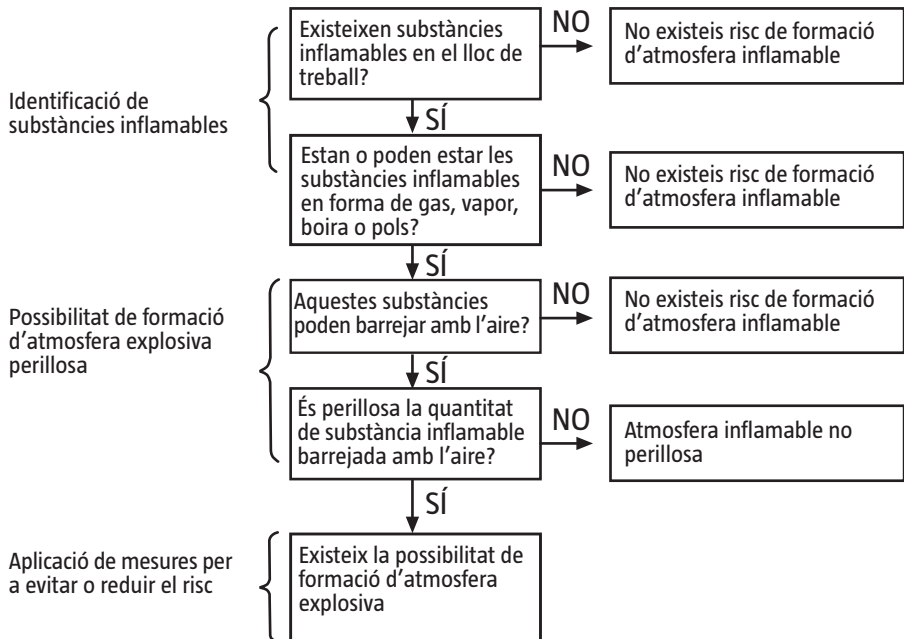 Existeixen substàncies
inflamables en el lloc de
treball?
NO
No existeis risc de formació
d'atmosfera inflamable
Identificació de
substàncies inflamables
SÍ
Estan o poden estar les
substàncies inflamables
en forma de gas, vapor,
boira o pols?
NO
No existeis risc de formació
d'atmosfera inflamable
SÍ
Possibilitat de formació
d'atmosfera explosiva
perillosa
Aquestes substàncies
poden barrejar amb l'aire?
NO
No existeis risc de formació
d'atmosfera inflamable
SÍ
És perillosa la quantitat
de substància inflamable
barrejada amb l'aire?
NO
Atmosfera inflamable no
perillosa
SÍ
Aplicació de mesures per
a evitar o reduir el risc
Existeix la possibilitat de
formació d'atmosfera
explosiva